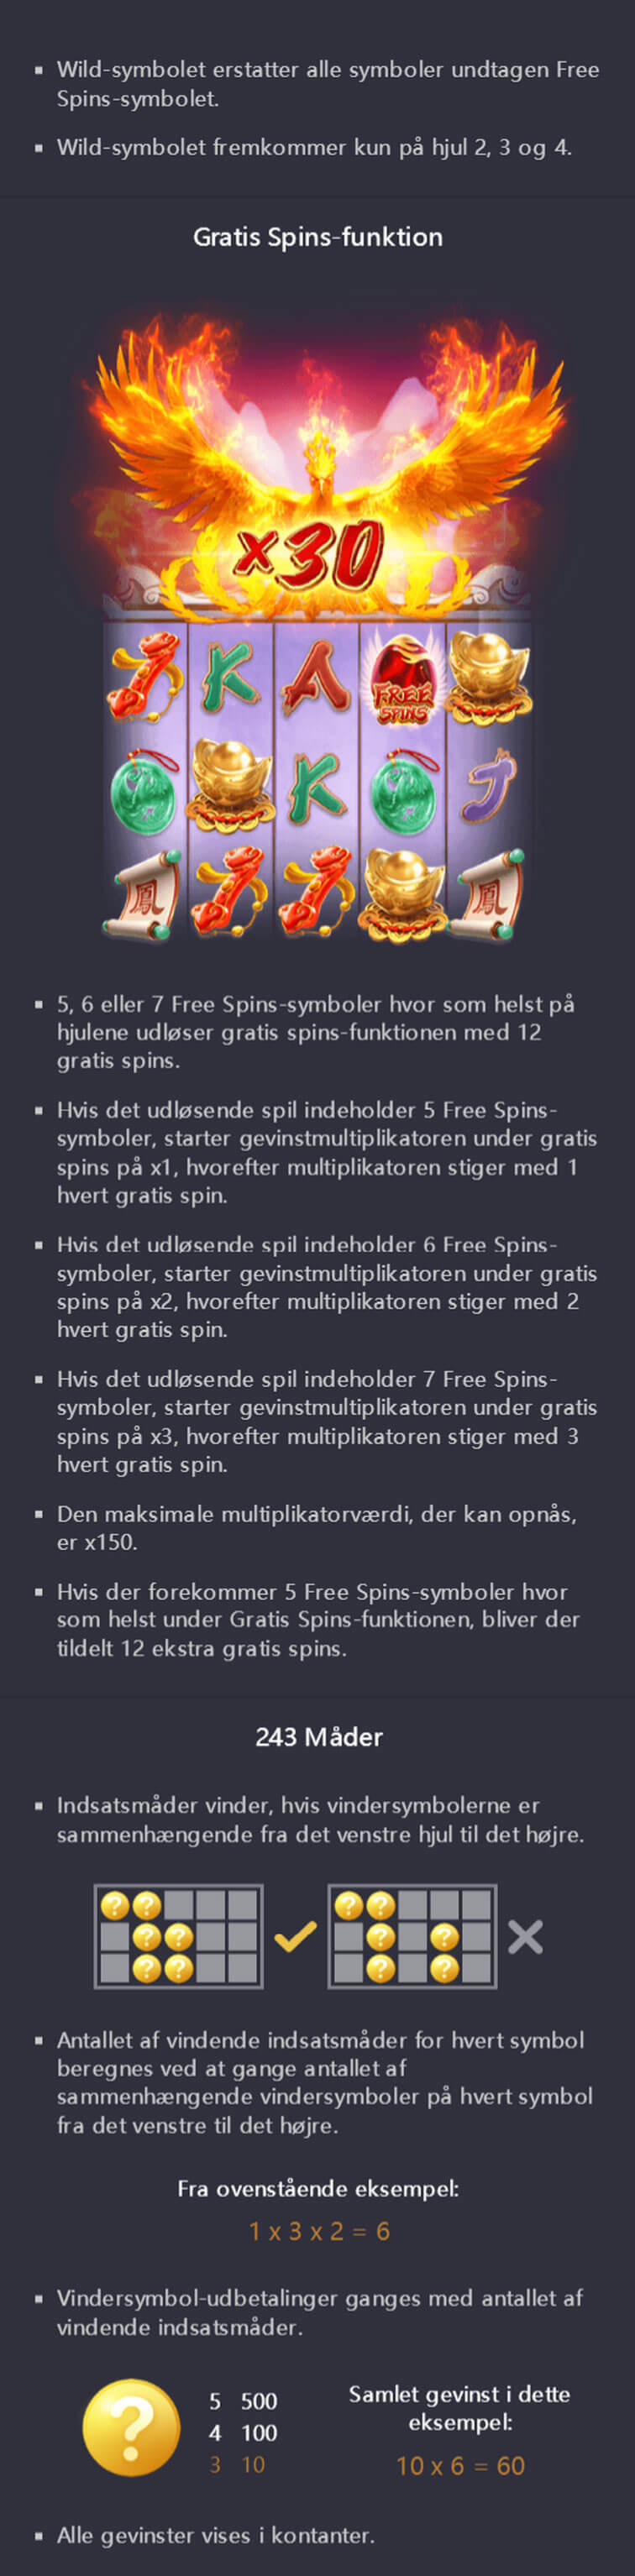 Wild-symbolet erstatter alle symboler undtagen Free
Spins-symbolet.
Wild-symbolet fremkommer kun på hjul 2, 3 og 4.
Gratis Spins-funktion
x30
K A FREE SPINS
K J
鳳 鳳
5, 6 eller 7 Free Spins-symboler hvor som helst på
hjulene udløser gratis spins-funktionen med 12
gratis spins.
Hvis det udløsende spil indeholder 5 Free Spins-
symboler, starter gevinstmultiplikatoren under gratis
spins på x1, hvorefter multiplikatoren stiger med 1
hvert gratis spin.
Hvis det udløsende spil indeholder 6 Free Spins-
symboler, starter gevinstmultiplikatoren under gratis
spins på x2, hvorefter multiplikatoren stiger med 2
hvert gratis spin.
Hvis det udløsende spil indeholder 7 Free Spins-
symboler, starter gevinstmultiplikatoren under gratis
spins på x3, hvorefter multiplikatoren stiger med 3
hvert gratis spin.
Den maksimale multiplikatorværdi, der kan opnås,
er x150.
Hvis der forekommer 5 Free Spins-symboler hvor
som helst under Gratis Spins-funktionen, bliver der
tildelt 12 ekstra gratis spins.
243 Måder
Indsatsmåder vinder, hvis vindersymbolerne er
sammenhængende fra det venstre hjul til det højre.
? ? ? ?
? ? ? ?
? ? ? ?
Antallet af vindende indsatsmåder for hvert symbol
beregnes ved at gange antallet af
sammenhængende vindersymboler på hvert symbol
fra det venstre til det højre.
Fra ovenstående eksempel:
1 x 3 x 2 = 6
Vindersymbol-udbetalinger ganges med antallet af
vindende indsatsmåder.
?
5 500
4 100
3 10
Samlet gevinst i dette
eksempel:
10 x 6 = 60
Alle gevinster vises i kontanter.